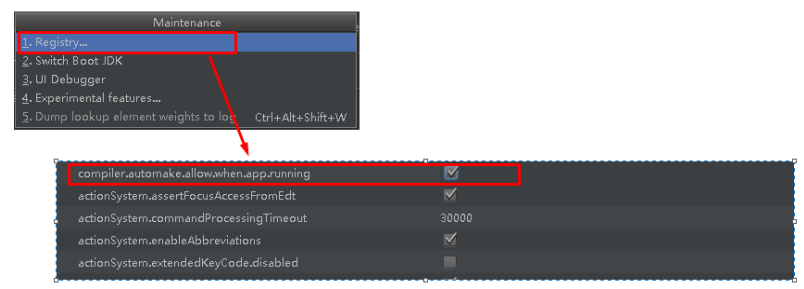 Maintenance
1. Registry...
2. Switch Boot JDK
3. UI Debugger
4. Experimental features...
5. Dump lookup element weights to log Ctrl+Alt+Shift+W
compiler.automake.allow.when.app.running
actionSystem.assertFocusAccessFromEdt
actionSystem.commandProcessingTimeout 30000
actionSystem.enableAbbreviations
actionSystem.extendedKeyCode.disabled